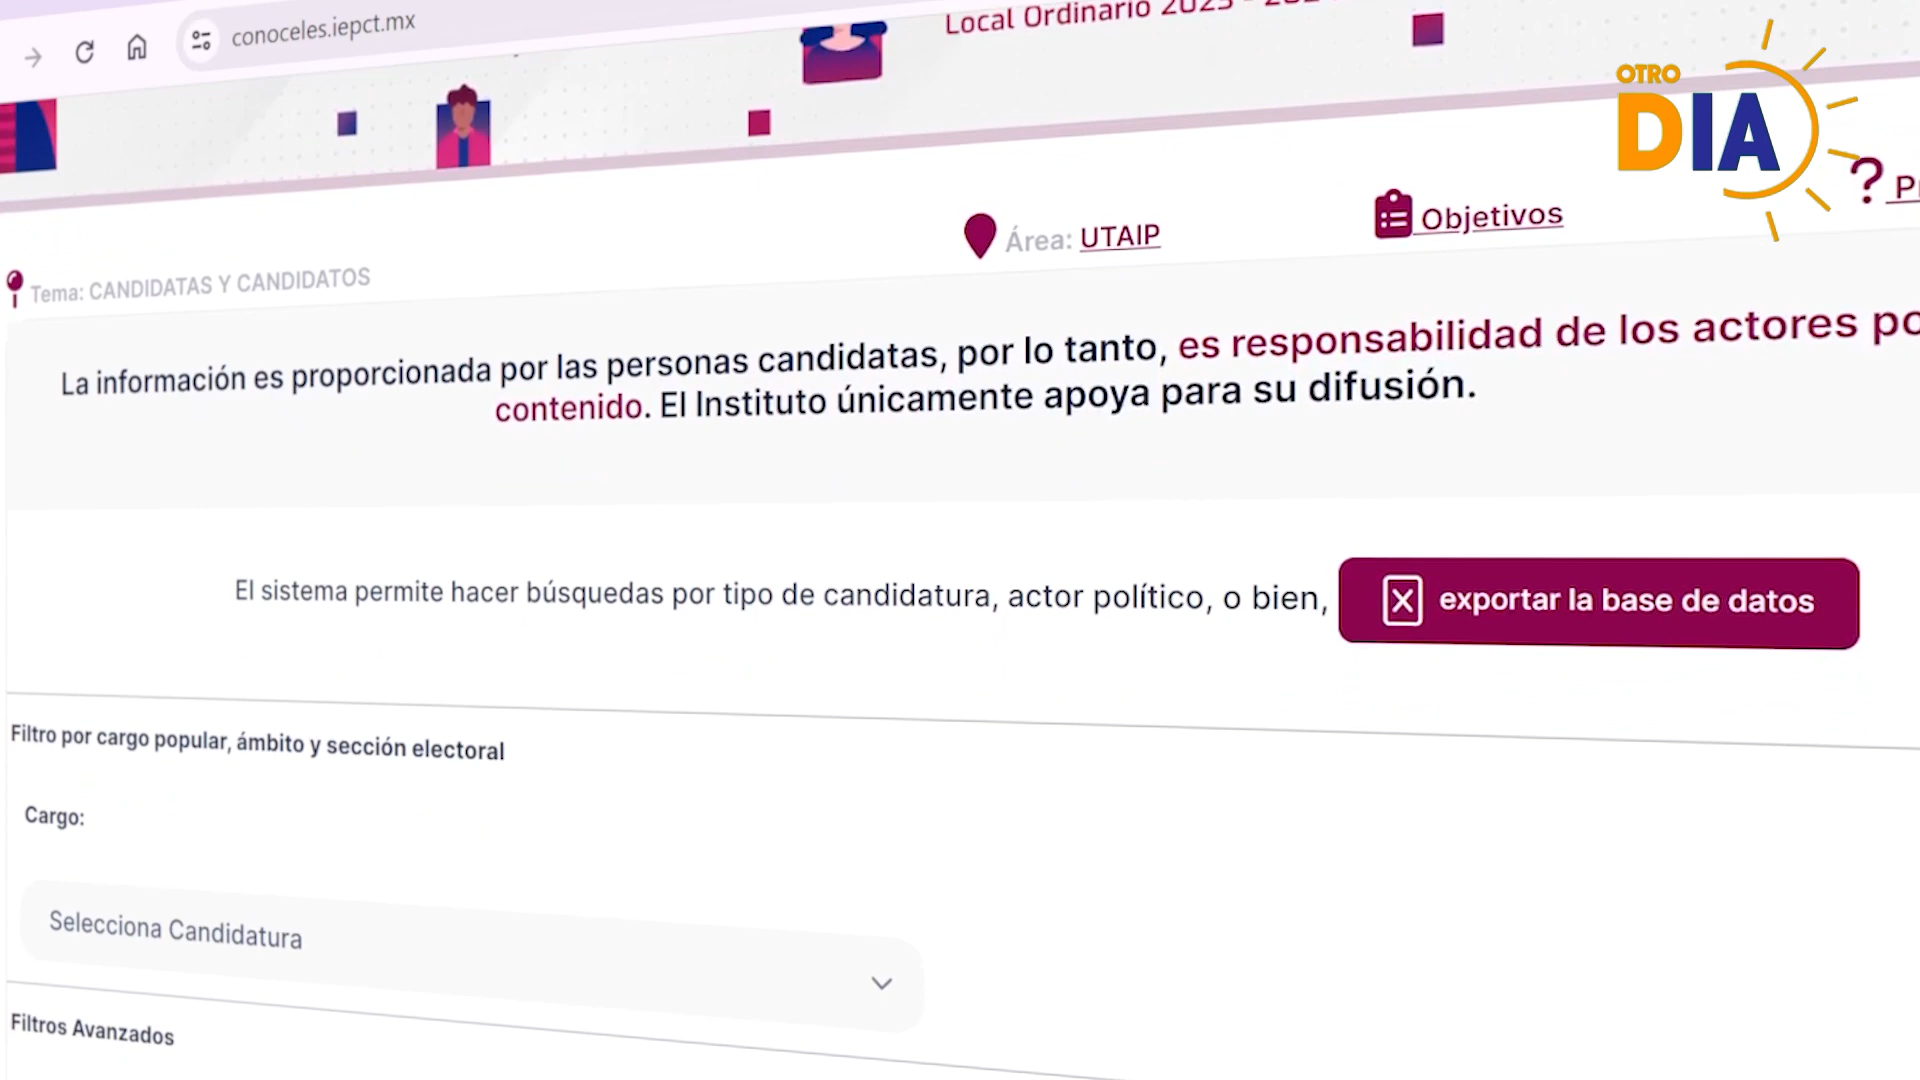 conoceles.iepct.mx
Local Ordinario
OTRO
DIA
Tema: CANDIDATAS Y CANDIDATOS
Área: UTAIP
Objetivos
?
La información es proporcionada por las personas candidatas, por lo tanto, es responsabilidad de los actores
contenido. El Instituto únicamente apoya para su difusión.
El sistema permite hacer búsquedas por tipo de candidatura, actor político, o bien,
exportar la base de datos
Filtro por cargo popular, ámbito y sección electoral
Cargo:
Selecciona Candidatura
Filtros Avanzados